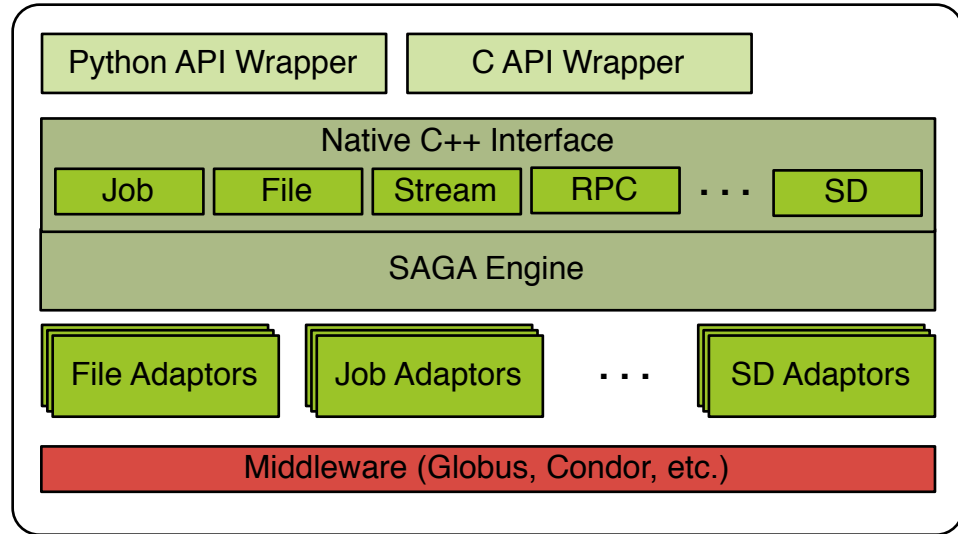 Python API Wrapper
C API Wrapper
Native C++ Interface
Job
File
Stream
RPC
. . .
SD
SAGA Engine
File Adaptors
Job Adaptors
. . .
SD Adaptors
Middleware (Globus, Condor, etc.)